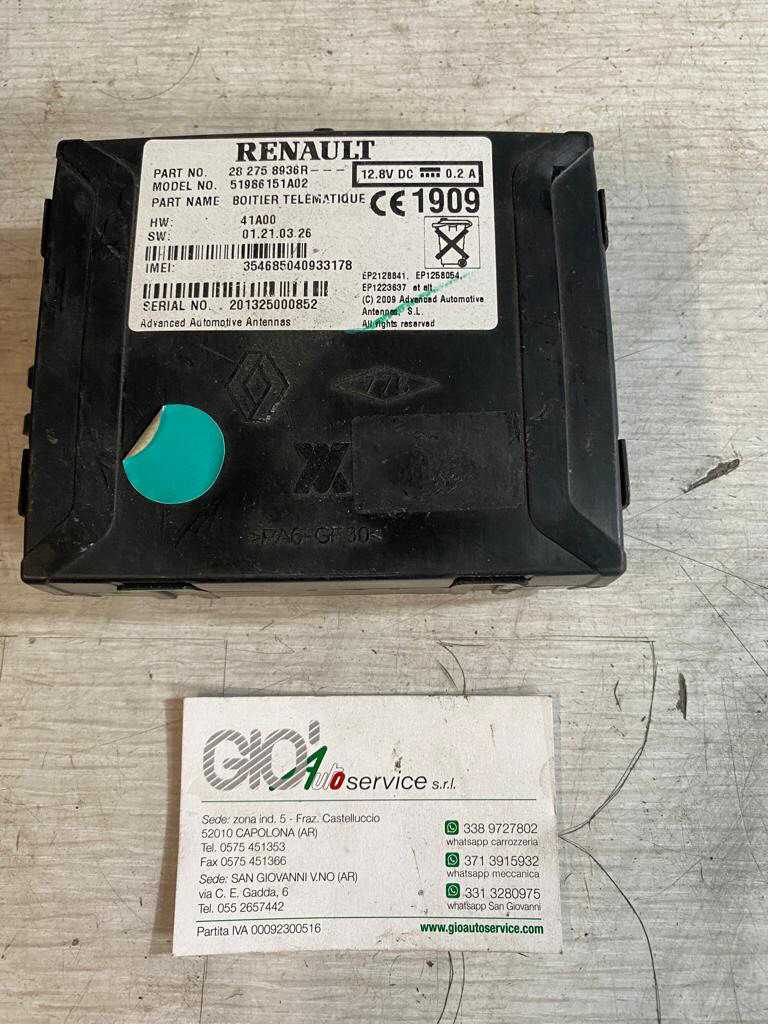 RENAULT
PART NO. 28 275 8936R---
12.8V DC 0.2 A
MODEL NO. 51986151A02
PART NAME BOITIER TELEMATIQUE
CE 1909
HW: 41A00
SW: 01.21.03.26
IMEI: 354685040933178
SERIAL NO. 201325000852
Advanced Automotive Antennas
EP2128841, EP1258054,
EP1223637 et alt.
(C) 2009 Advanced Automotive
Antennas, S.L.
All rights reserved
>PA6-GF30<
GIO' Auto service s.r.l.
Sede: zona ind. 5 - Fraz. Castelluccio
52010 CAPOLONA (AR)
Tel. 0575 451353
Fax 0575 451366
Sede: SAN GIOVANNI V.NO (AR)
via C. E. Gadda, 6
Tel. 055 2657442
Partita IVA 00092300516
338 9727802
whatsapp carrozzeria
371 3915932
whatsapp meccanica
331 3280975
whatsapp San Giovanni
www.gioautoservice.com